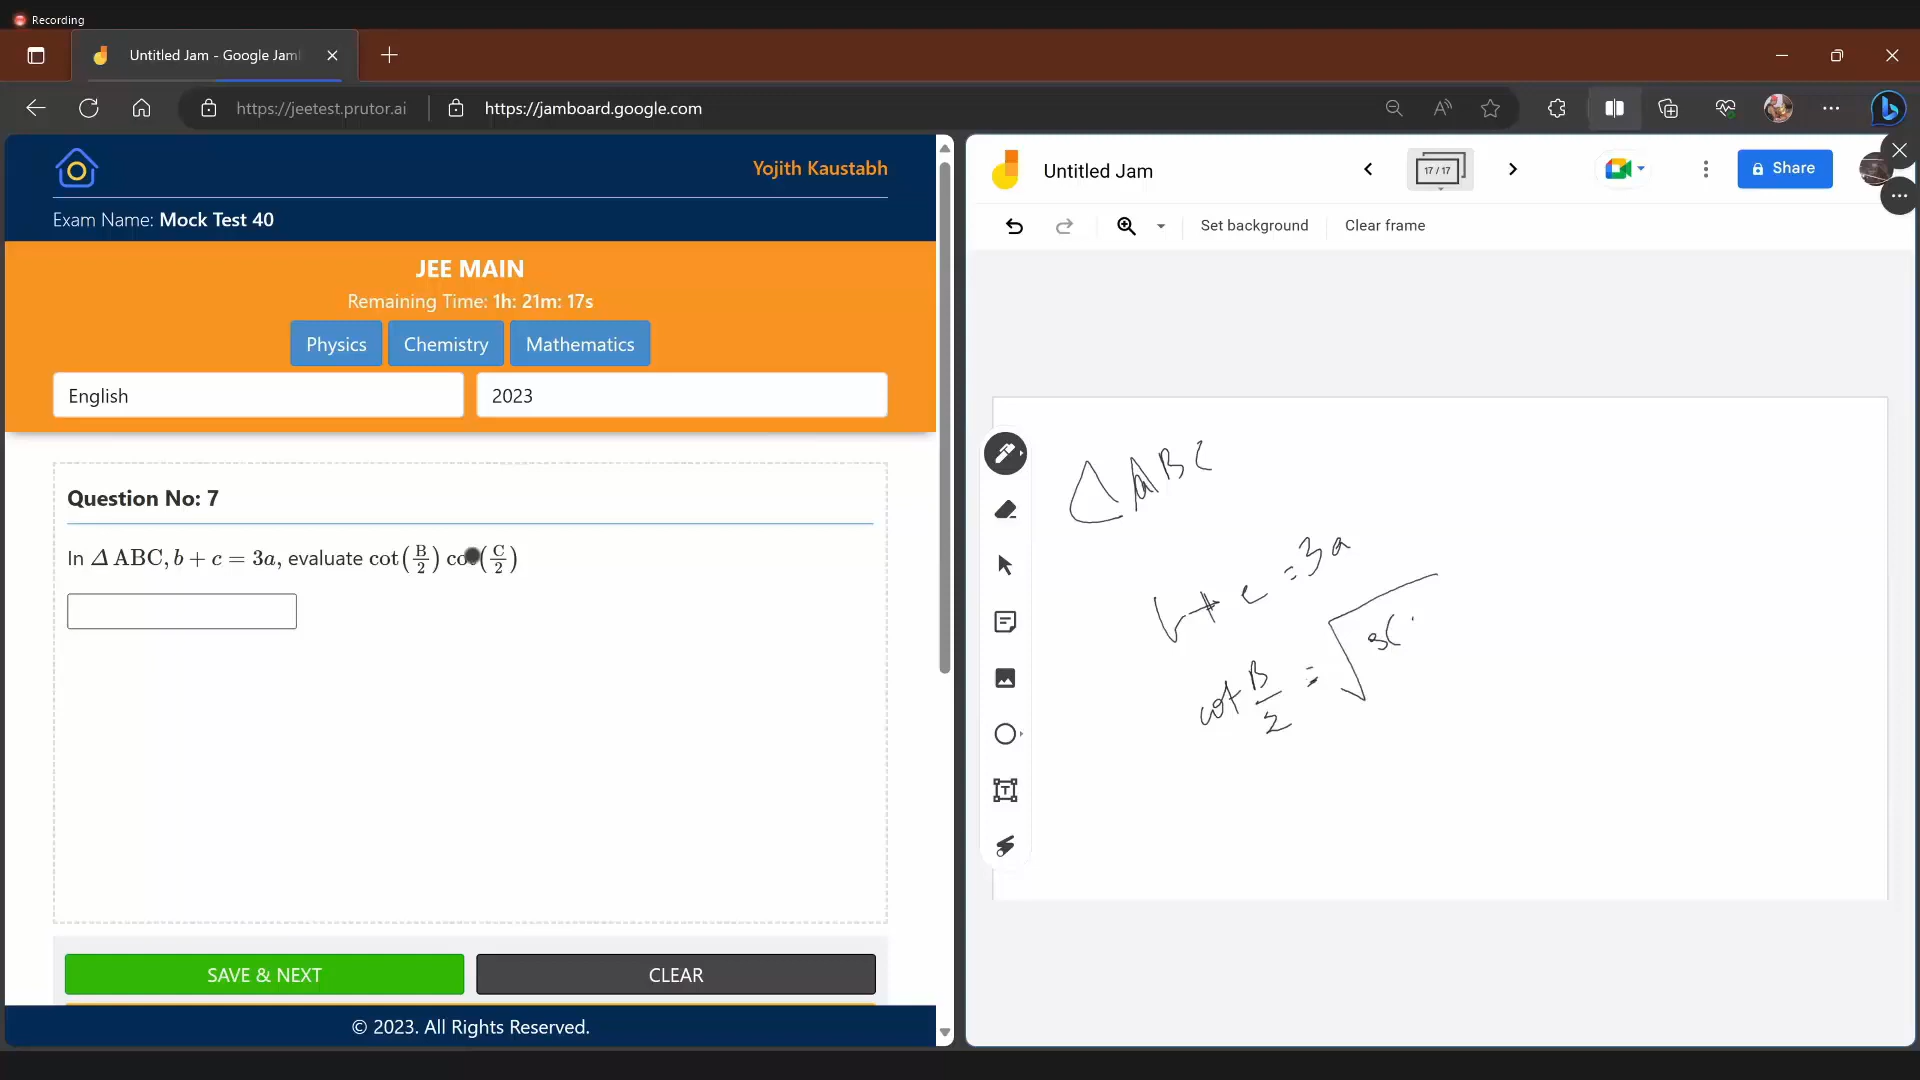 Recording
Untitled Jam - Google Jam
https://jeetest.prutor.ai
https://jamboard.google.com
Yojith Kaustabh
Exam Name: Mock Test 40
JEE MAIN
Remaining Time: 1h: 21m: 17s
Physics
Chemistry
Mathematics
English
2023
Question No: 7
In Δ ABC, b + c = 3a, evaluate cot(B/2) co (C/2)
SAVE & NEXT
CLEAR
© 2023. All Rights Reserved.
Untitled Jam
17 / 17
Share
Set background
Clear frame
△ABC
b + c = 3a
cot B/2 = √s(